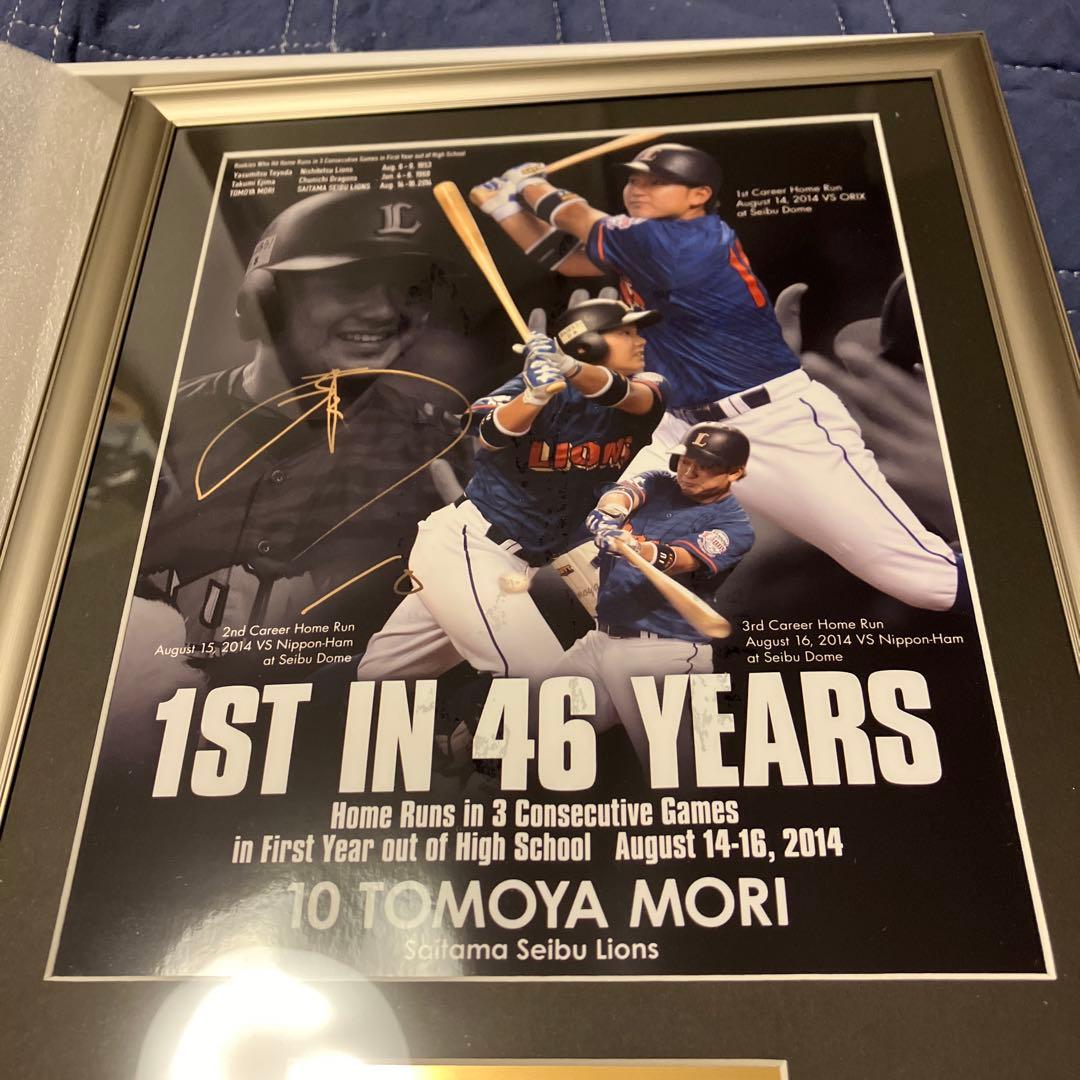 Rookies Who Hit Home Runs in 3 Consecutive Games in First Year out of High School
Yasumitsu Toyoda Nishitetsu Lions Aug. 8-9, 1953
Takumi Ejima Chunichi Dragons Jun. 4-6, 1968
TOMOYA MORI SAITAMA SEIBU LIONS Aug. 14-16, 2014
1st Career Home Run
August 14, 2014 VS ORIX
at Seibu Dome
L
LIONS
L
Lions
10
2nd Career Home Run
August 15, 2014 VS Nippon-Ham
at Seibu Dome
3rd Career Home Run
August 16, 2014 VS Nippon-Ham
at Seibu Dome
1ST IN 46 YEARS
Home Runs in 3 Consecutive Games
in First Year out of High School August 14-16, 2014
10 TOMOYA MORI
Saitama Seibu Lions